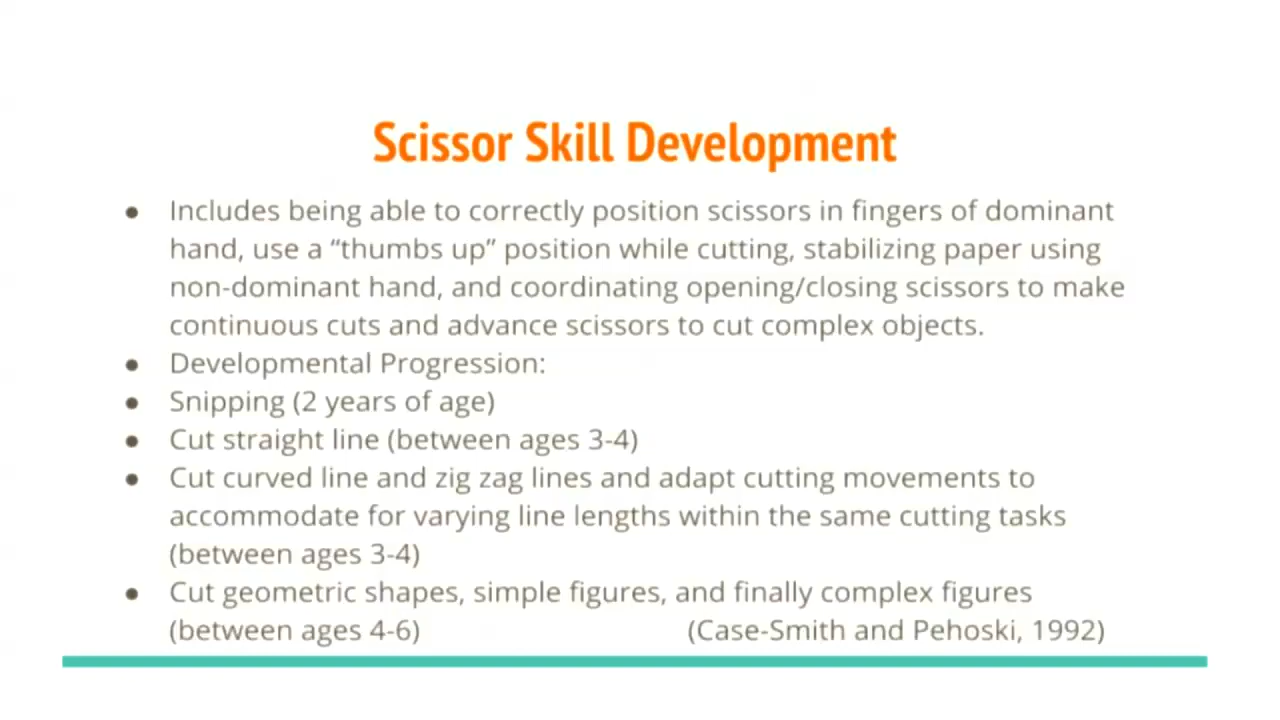 Scissor Skill Development
● Includes being able to correctly position scissors in fingers of dominant
hand, use a “thumbs up” position while cutting, stabilizing paper using
non-dominant hand, and coordinating opening/closing scissors to make
continuous cuts and advance scissors to cut complex objects.
● Developmental Progression:
● Snipping (2 years of age)
● Cut straight line (between ages 3-4)
● Cut curved line and zig zag lines and adapt cutting movements to
accommodate for varying line lengths within the same cutting tasks
(between ages 3-4)
● Cut geometric shapes, simple figures, and finally complex figures
(between ages 4-6) (Case-Smith and Pehoski, 1992)